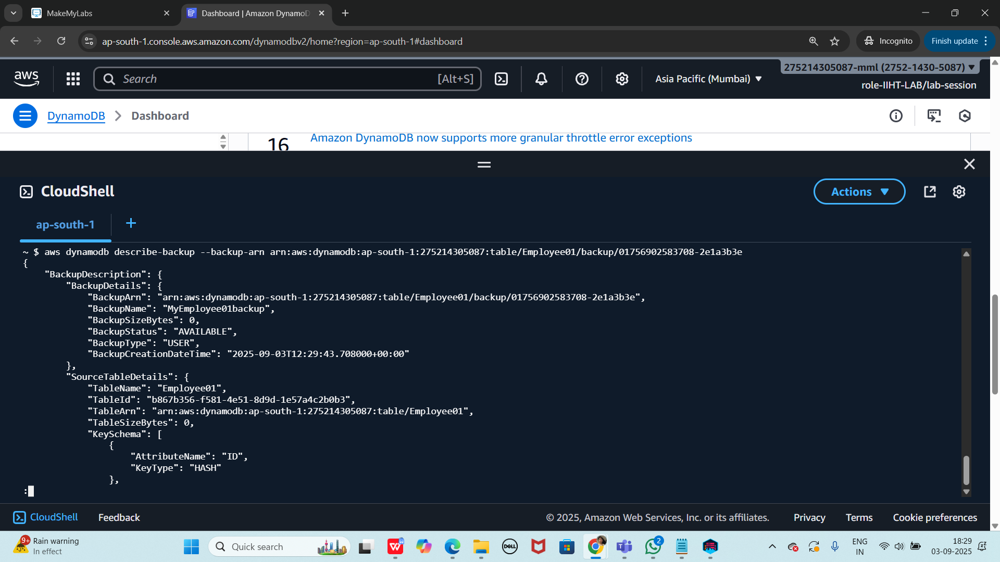 MakeMyLabs
Dashboard | Amazon DynamoD
ap-south-1.console.aws.amazon.com/dynamodbv2/home?region=ap-south-1#dashboard
Incognito
Finish update
aws
Search
[Alt+S]
Asia Pacific (Mumbai)
275214305087-mml (2752-1430-5087)
role-IIHT-LAB/lab-session
DynamoDB
Dashboard
16
Amazon DynamoDB now supports more granular throttle error exceptions
CloudShell
Actions
ap-south-1
~ $ aws dynamodb describe-backup --backup-arn arn:aws:dynamodb:ap-south-1:275214305087:table/Employee01/backup/01756902583708-2e1a3b3e
{
"BackupDescription": {
"BackupDetails": {
"BackupArn": "arn:aws:dynamodb:ap-south-1:275214305087:table/Employee01/backup/01756902583708-2e1a3b3e",
"BackupName": "MyEmployee01backup",
"BackupSizeBytes": 0,
"BackupStatus": "AVAILABLE",
"BackupType": "USER",
"BackupCreationDateTime": "2025-09-03T12:29:43.708000+00:00"
},
"SourceTableDetails": {
"TableName": "Employee01",
"TableId": "b867b356-f581-4e51-8d9d-1e57a4c2b0b3",
"TableArn": "arn:aws:dynamodb:ap-south-1:275214305087:table/Employee01",
"TableSizeBytes": 0,
"KeySchema": [
{
"AttributeName": "ID",
"KeyType": "HASH"
},
:
CloudShell
Feedback
© 2025, Amazon Web Services, Inc. or its affiliates.
Privacy
Terms
Cookie preferences
9+
Rain warning
In effect
Quick search
W
DELL
2
ENG
IN
18:29
03-09-2025